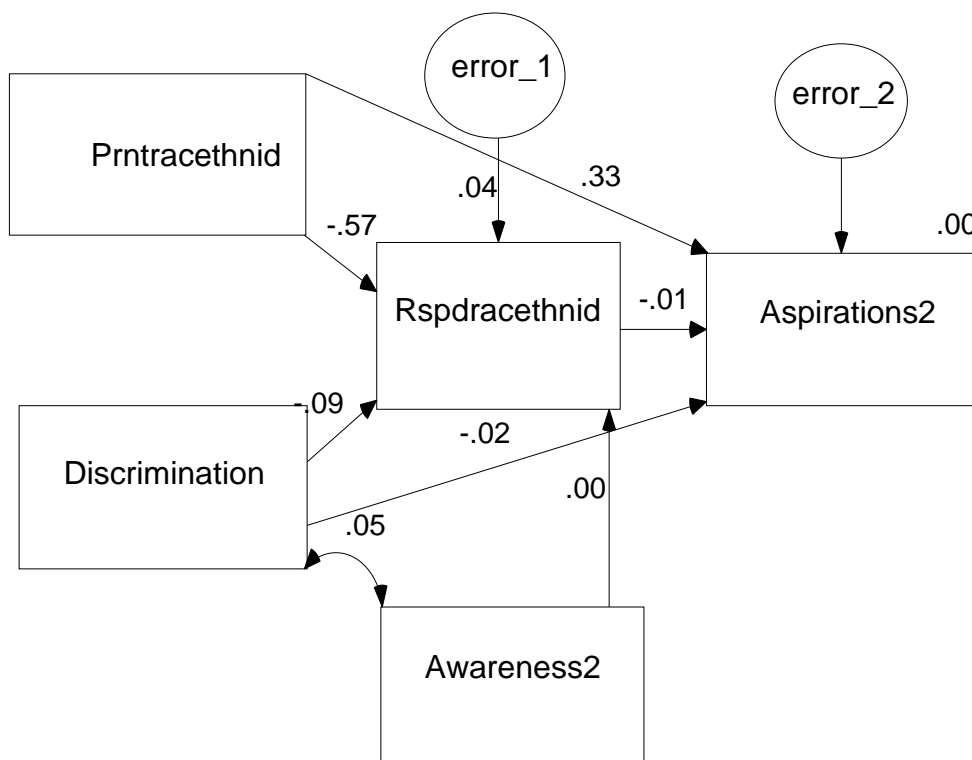 error_1
error_2
Prntracethnid
.04
.33
-.57
.00
Rspdracethnid
-.01
Aspirations2
-.09
-.02
Discrimination
.00
.05
Awareness2